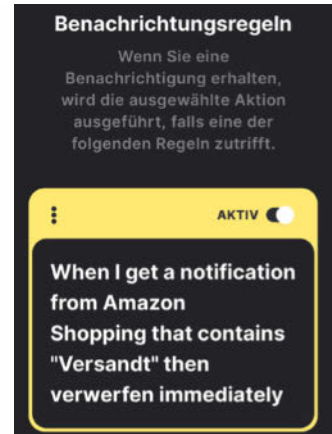 Benachrichtungsregeln
Wenn Sie eine
Benachrichtigung erhalten,
wird die ausgewählte Aktion
ausgeführt, falls eine der
folgenden Regeln zutrifft.
AKTIV
When I get a notification
from Amazon
Shopping that contains
"Versandt" then
verwerfen immediately